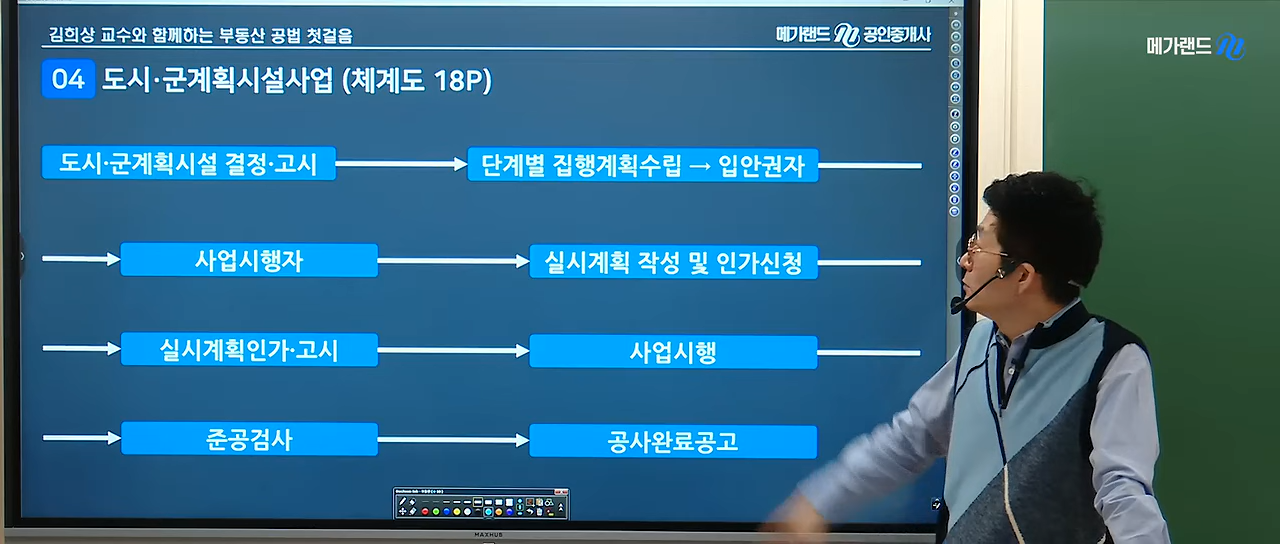 김희상 교수와 함께하는 부동산 공법 첫걸음
메가랜드 공인중개사
메가랜드
04 도시·군계획시설사업 (체계도 18P)
도시·군계획시설 결정·고시 → 단계별 집행계획수립 → 입안권자
사업시행자 → 실시계획 작성 및 인가신청
실시계획인가·고시 → 사업시행
준공검사 → 공사완료공고
MAXHUB